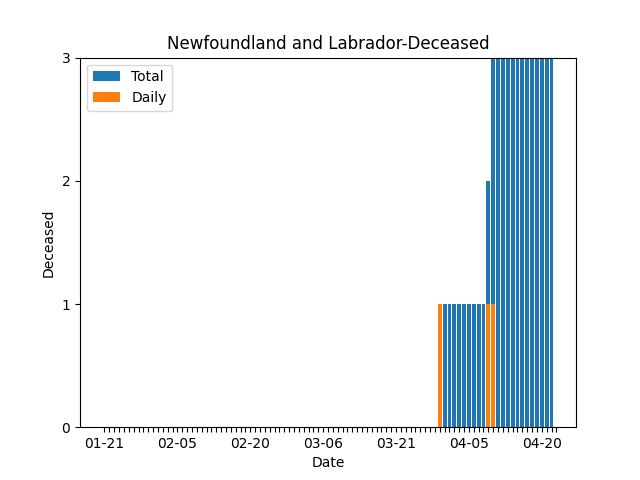 Newfoundland and Labrador-Deceased
Total
Daily
Deceased
3
2
1
0
01-21 02-05 02-20 03-06 03-21 04-05 04-20
Date